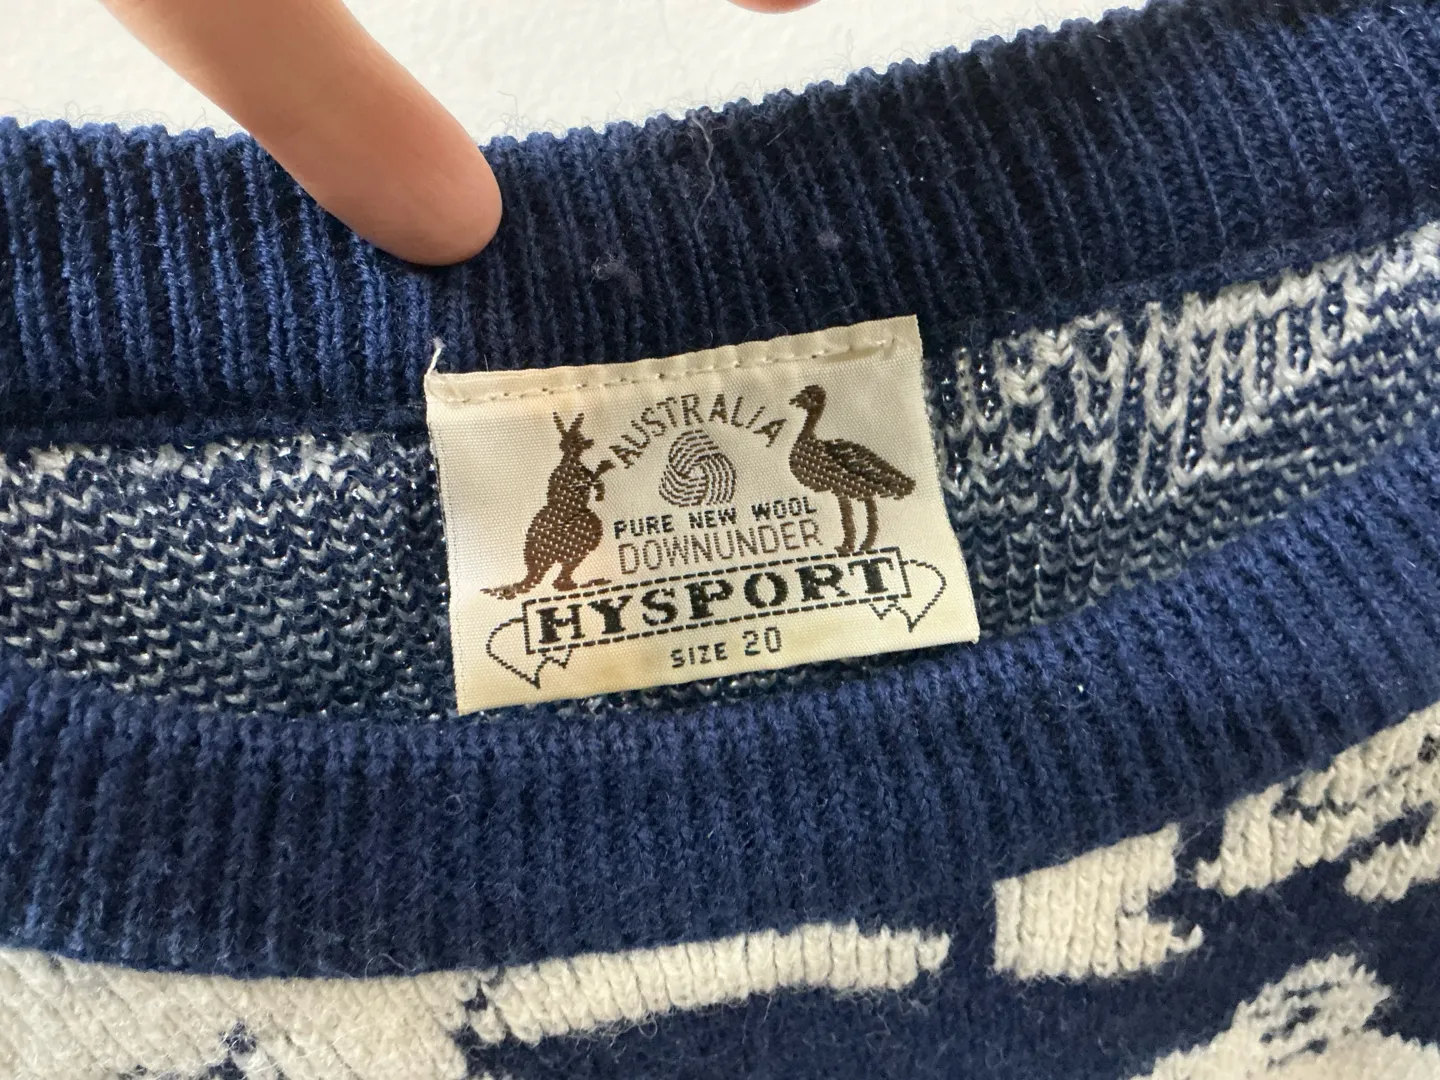 AUSTRALIA
PURE NEW WOOL
DOWNUNDER
HYSPORT
SIZE 20